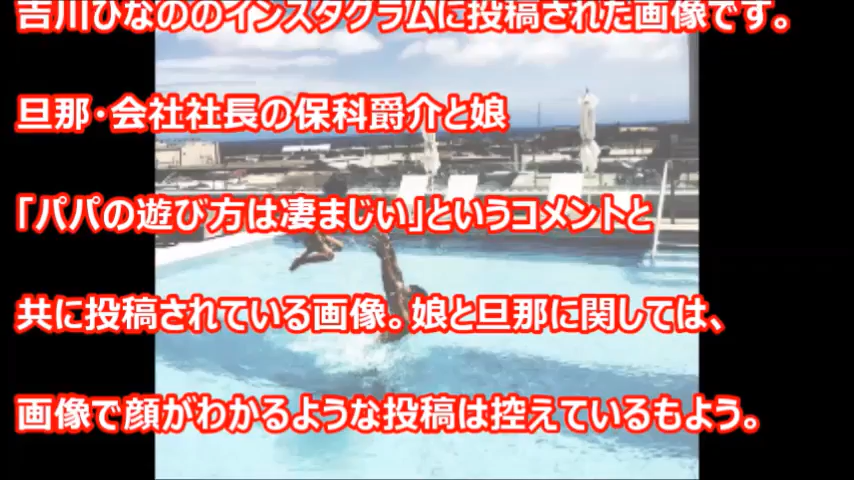 吉川ひなののインスタグラムに投稿された画像です。
旦那・会社社長の保科爵介と娘
「パパの遊び方は凄まじい」というコメントと
共に投稿されている画像。娘と旦那に関しては、
画像で顔がわかるような投稿は控えているもよう。